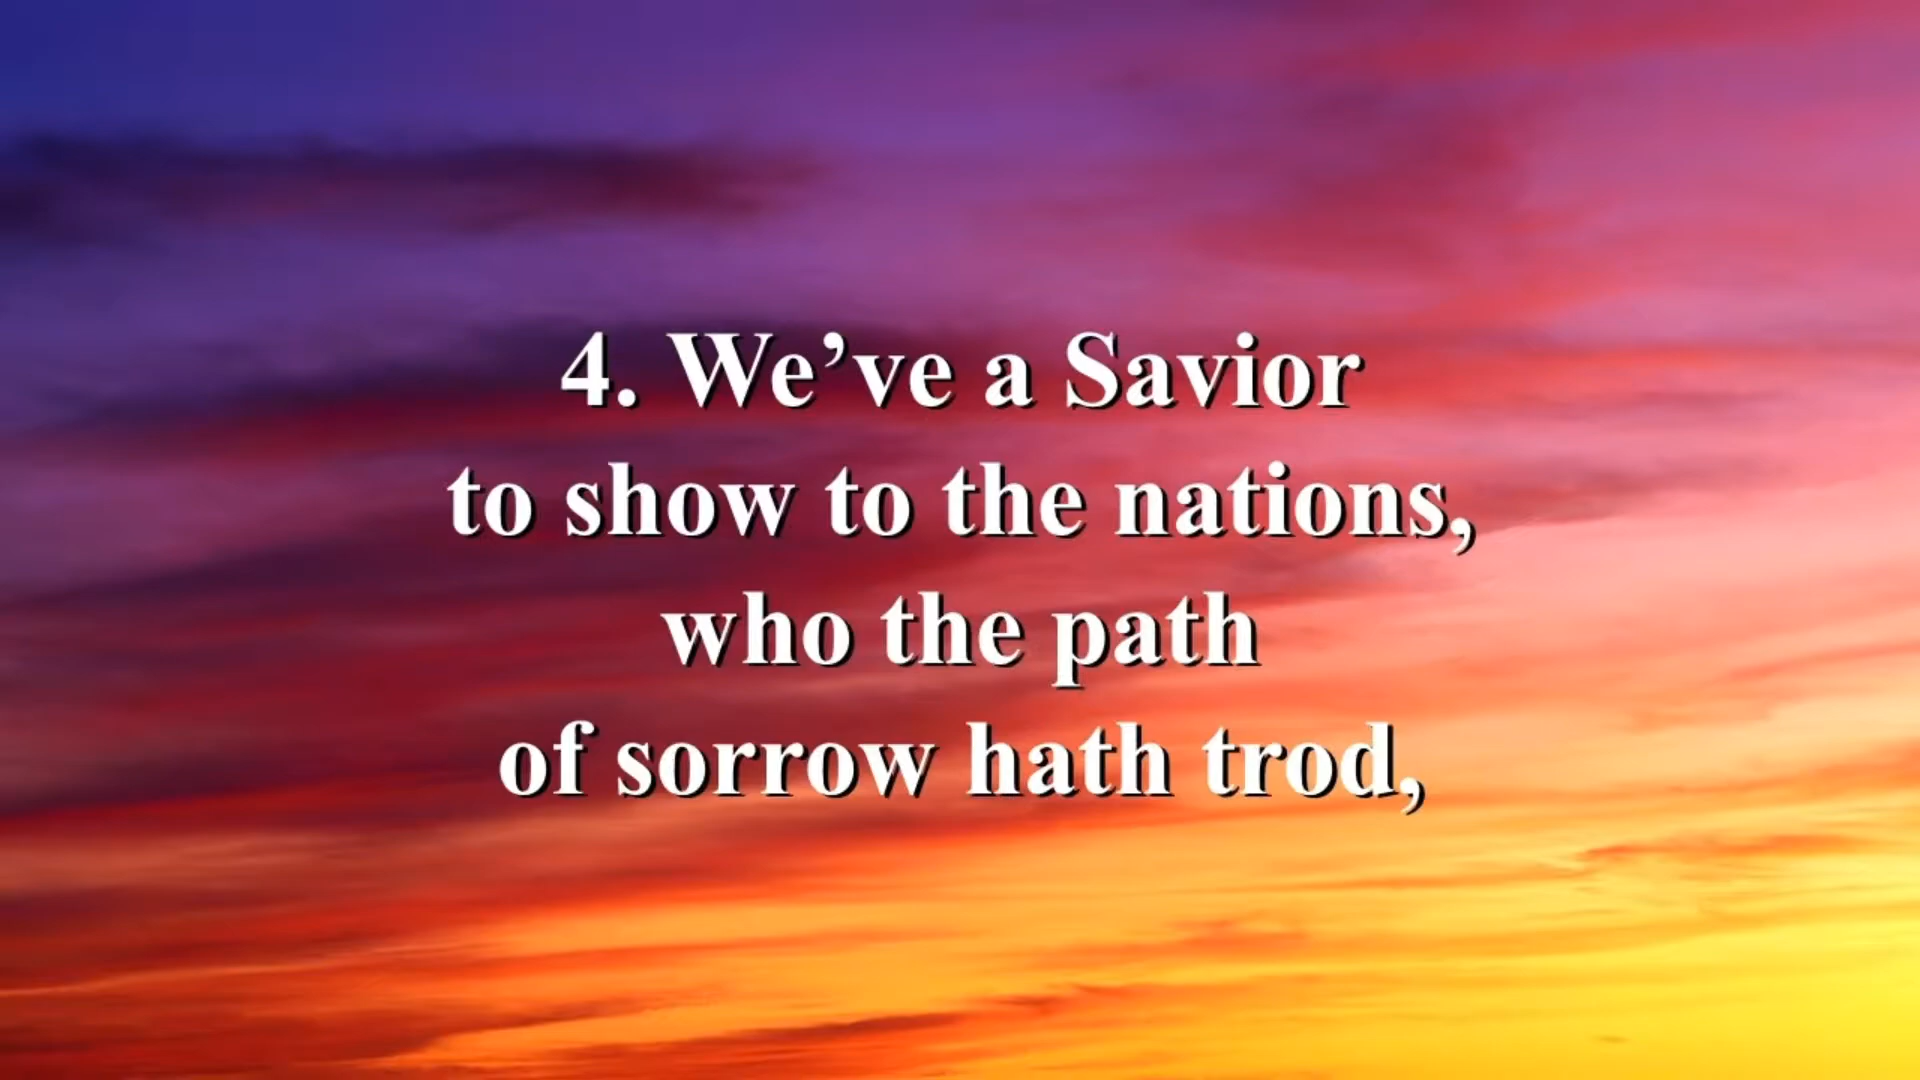 4. We’ve a Savior
to show to the nations,
who the path
of sorrow hath trod,